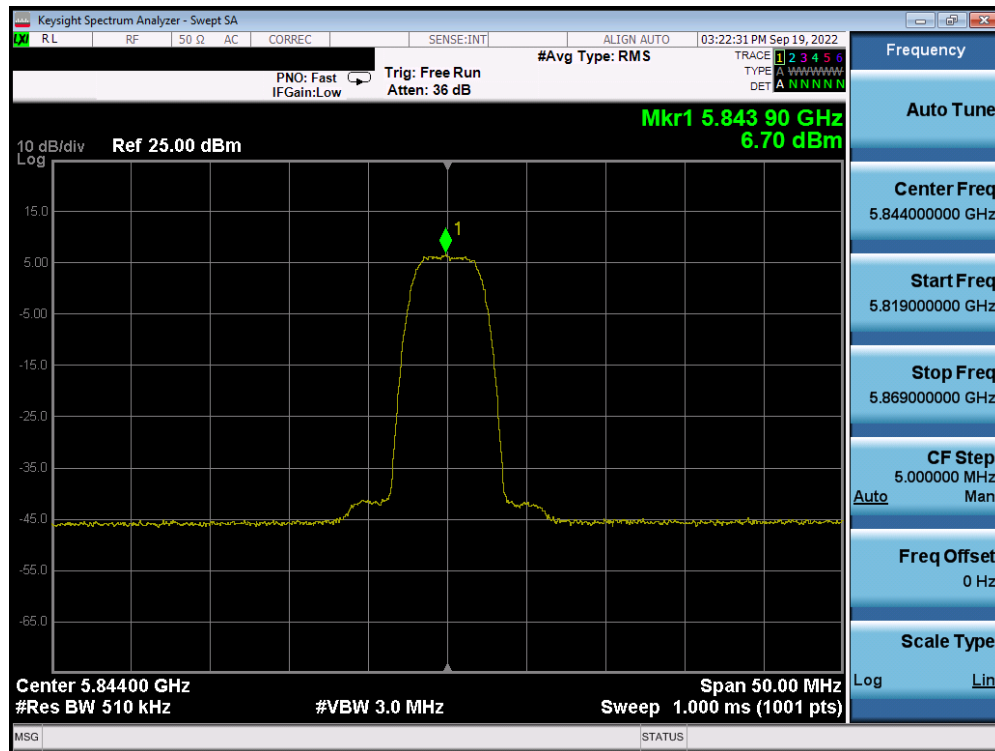 Keysight Spectrum Analyzer - Swept SA
LXI RL RF 50 Ω AC CORREC SENSE:INT ALIGN AUTO 03:22:31 PM Sep 19, 2022
#Avg Type: RMS
TRACE 1 2 3 4 5 6
TYPE A WWWWW
DET A N N N N N
PNO: Fast
IFGain:Low
Trig: Free Run
Atten: 36 dB
Mkr1 5.843 90 GHz
6.70 dBm
10 dB/div
Log
Ref 25.00 dBm
15.0
5.00
-5.00
-15.0
-25.0
-35.0
-45.0
-55.0
-65.0
1
Center 5.84400 GHz
Span 50.00 MHz
#Res BW 510 kHz
#VBW 3.0 MHz
Sweep 1.000 ms (1001 pts)
MSG
STATUS
Frequency
Auto Tune
Center Freq
5.844000000 GHz
Start Freq
5.819000000 GHz
Stop Freq
5.869000000 GHz
CF Step
5.000000 MHz
Auto Man
Freq Offset
0 Hz
Scale Type
Log Lin